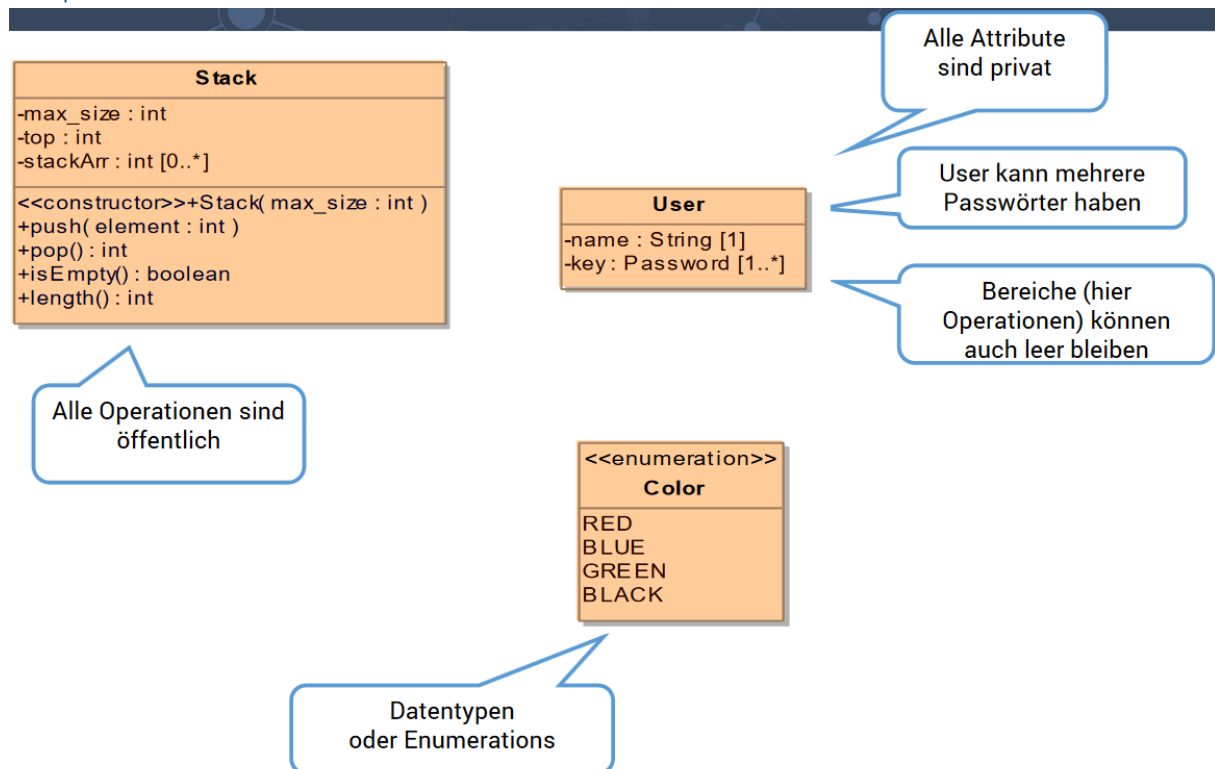 Stack
-max_size : int
-top : int
-stackArr : int [0..*]
<<constructor>>+Stack( max_size : int )
+push( element : int )
+pop() : int
+isEmpty() : boolean
+length() : int
Alle Operationen sind
öffentlich
Alle Attribute
sind privat
User kann mehrere
Passwörter haben
User
-name : String [1]
-key : Password [1..*]
Bereiche (hier
Operationen) können
auch leer bleiben
<<enumeration>>
Color
RED
BLUE
GREEN
BLACK
Datentypen
oder Enumerations